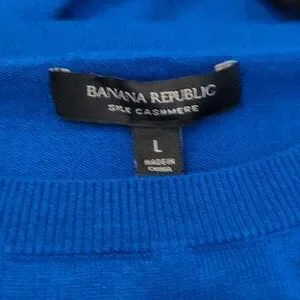 BANANA REPUBLIC
SILK CASHMERE
L
MADE IN
CHINA